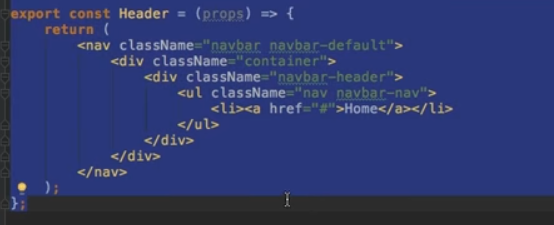 export const Header = (props) => {
    return (
        <nav className="navbar navbar-default">
            <div className="container">
                <div className="navbar-header">
                    <ul className="nav navbar-nav">
                        <li><a href="#">Home</a></li>
                    </ul>
                </div>
            </div>
        </nav>
    );
};